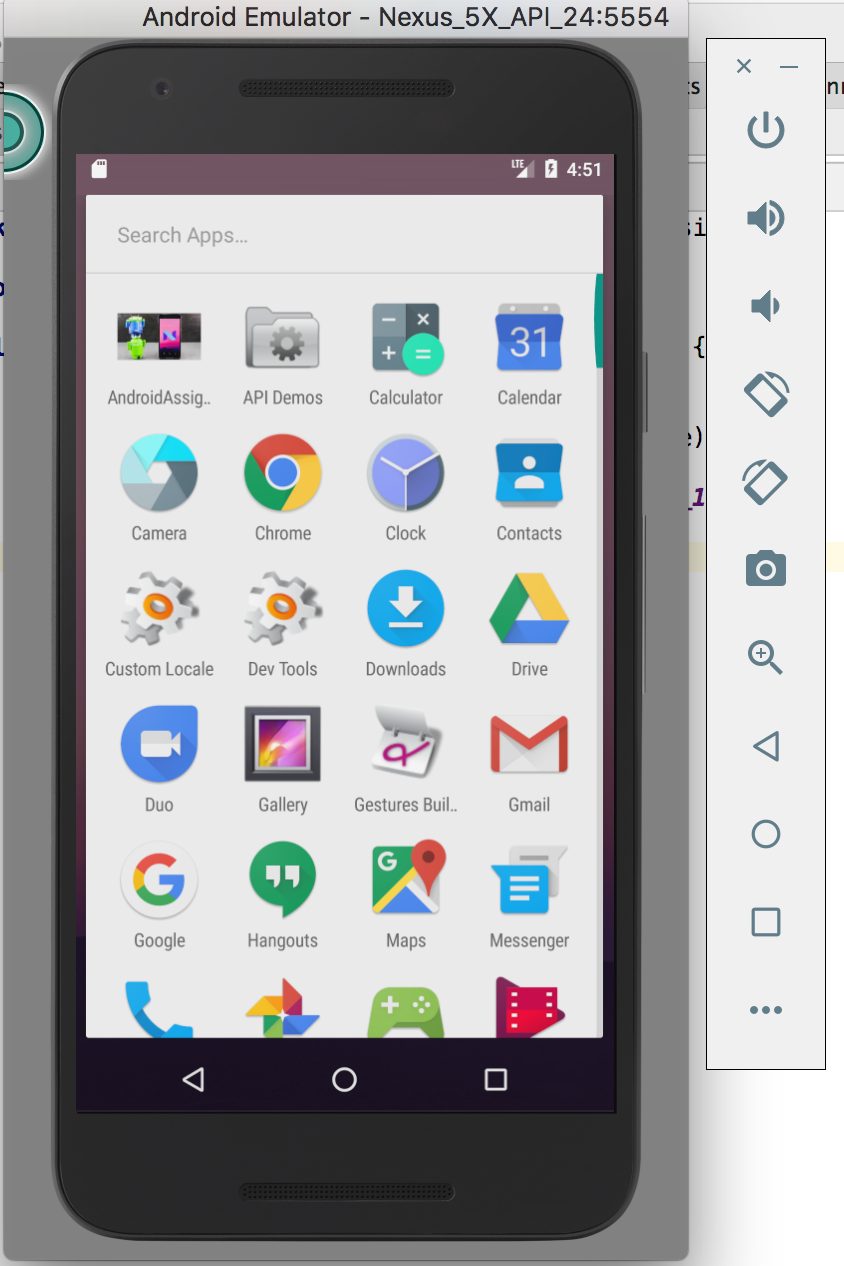 Android Emulator - Nexus_5X_API_24:5554
LTE 4:51
Search Apps...
AndroidAssig.. API Demos Calculator Calendar
31
Camera Chrome Clock Contacts
Custom Locale Dev Tools Downloads Drive
Duo Gallery Gestures Buil.. Gmail
G
Google Hangouts Maps Messenger
{